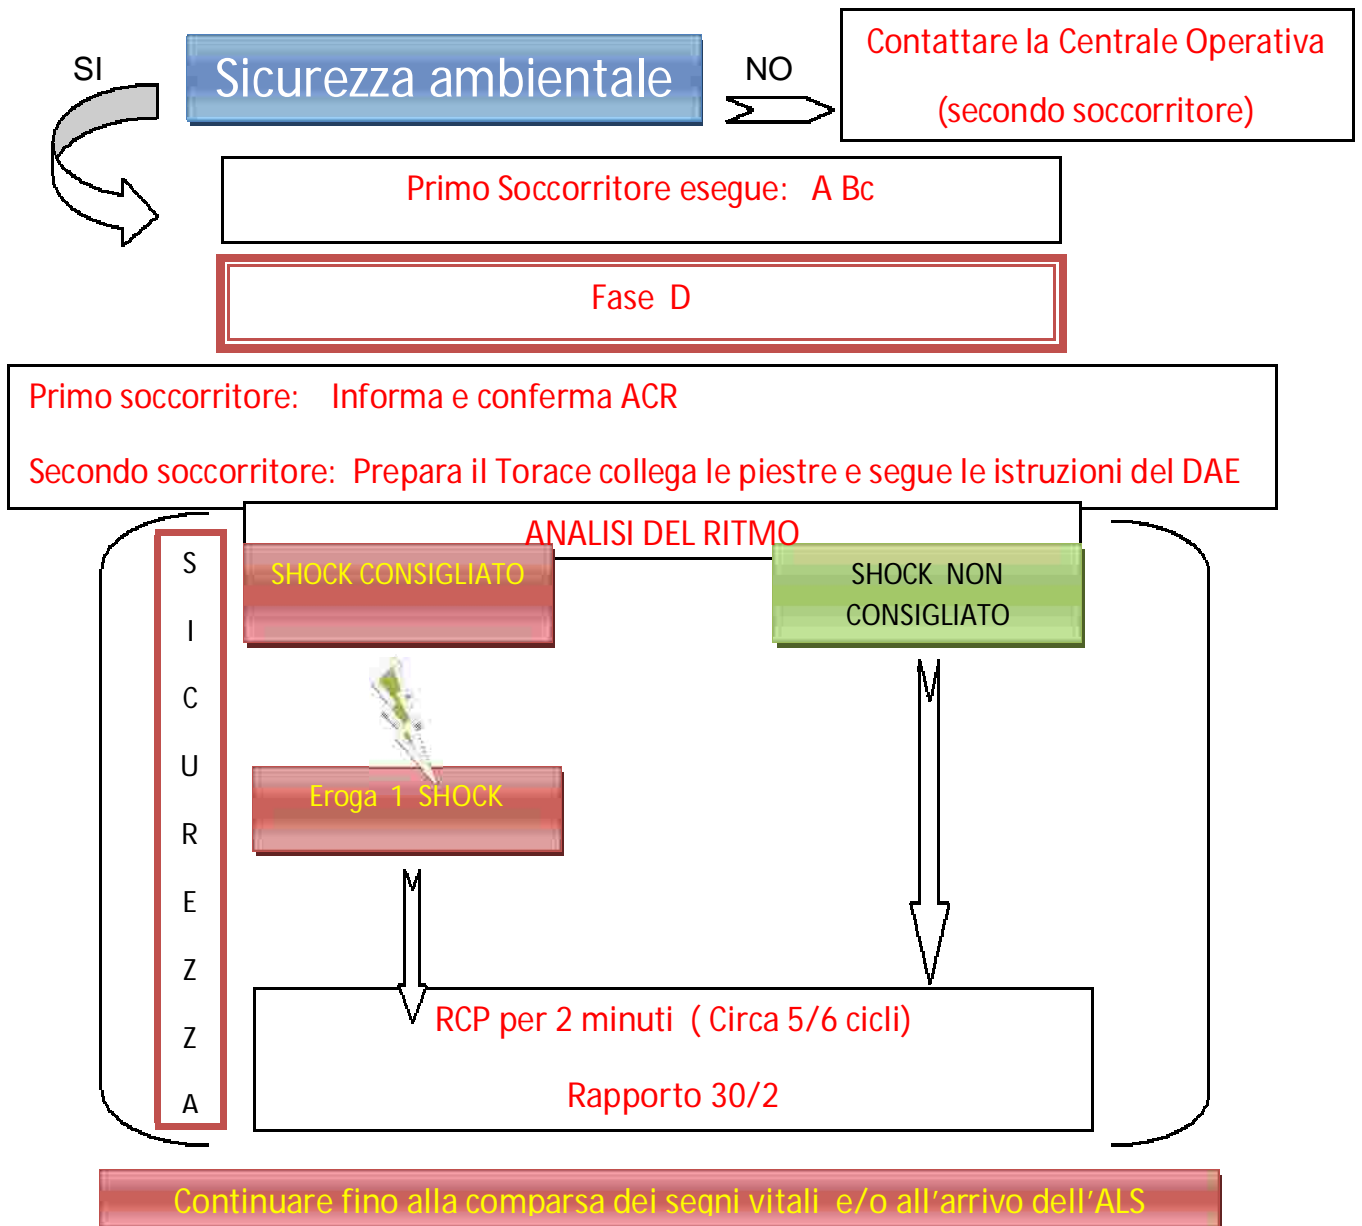 SI
Sicurezza ambientale
NO
Contattare la Centrale Operativa
(secondo soccorritore)
Primo Soccorritore esegue: A Bc
Fase D
Primo soccorritore: Informa e conferma ACR
Secondo soccorritore: Prepara il Torace collega le piestre e segue le istruzioni del DAE
ANALISI DEL RITMO
S
I
C
U
R
E
Z
Z
A
SHOCK CONSIGLIATO
SHOCK NON
CONSIGLIATO
Eroga 1 SHOCK
RCP per 2 minuti ( Circa 5/6 cicli)
Rapporto 30/2
Continuare fino alla comparsa dei segni vitali e/o all'arrivo dell'ALS